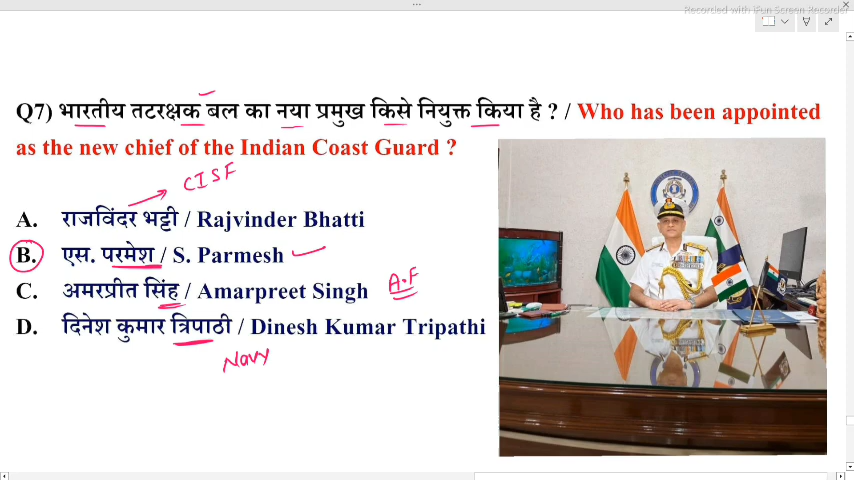 Recorded with iFun Screen Recorder
Q7) भारतीय तटरक्षक बल का नया प्रमुख किसे नियुक्त किया है ? / Who has been appointed
as the new chief of the Indian Coast Guard ?
CISF
A. राजविंदर भट्टी / Rajvinder Bhatti
B. एस. परमेश / S. Parmesh
C. अमरप्रीत सिंह / Amarpreet Singh A.F
D. दिनेश कुमार त्रिपाठी / Dinesh Kumar Tripathi
Navy